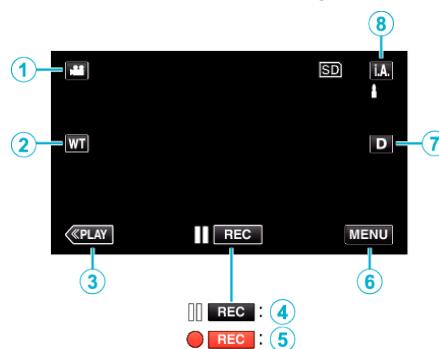 8
1 SD i.A.
2 WT D 7
≪PLAY REC MENU
3 6
REC : 4
REC : 5